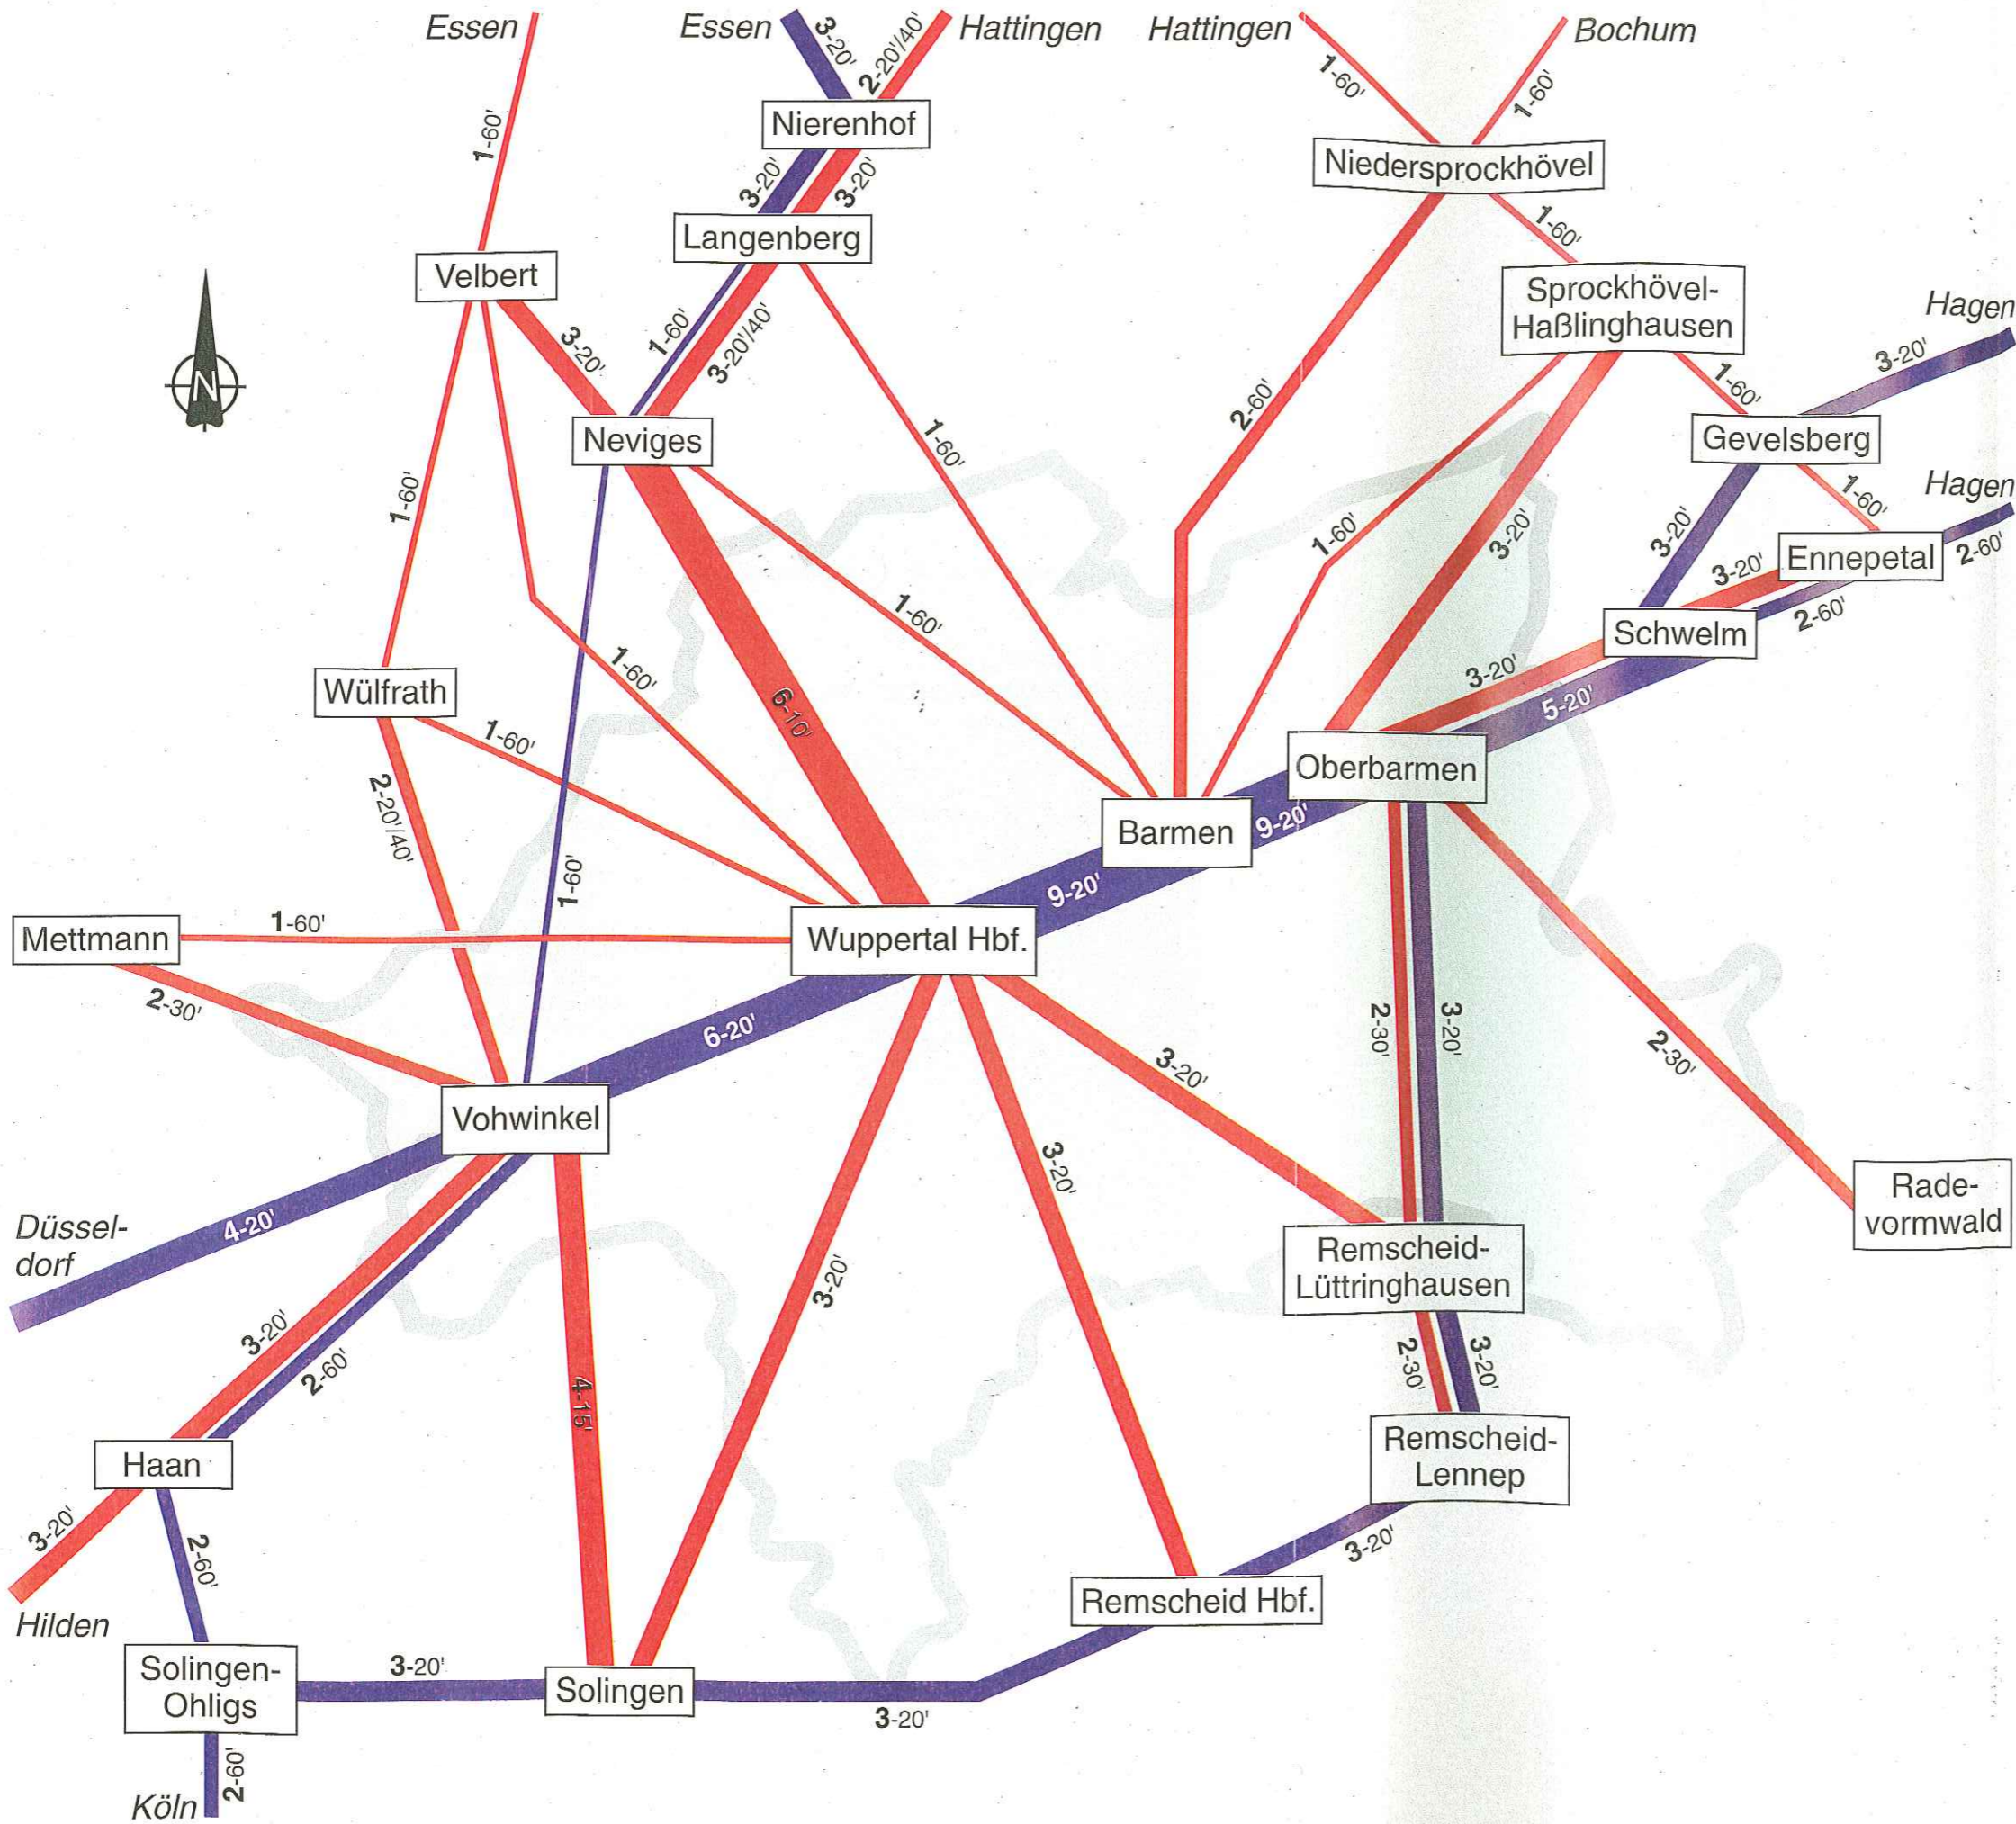 Essen
Essen
3-20'
2-20'/40'
Hattingen
Hattingen
Bochum
1-60'
1-60'
1-60'
Nierenhof
Niedersprockhövel
3-20'
3-20'
1-60'
Langenberg
Velbert
Sprockhövel-
Haßlinghausen
Hagen
3-20'
1-60'
3-20'/40'
3-20'
1-60'
2-60'
1-60'
Neviges
Gevelsberg
Hagen
1-60'
1-60'
1-60'
3-20'
3-20'
1-60'
2-60'
Ennepetal
3-20'
2-60'
1-60'
Schwelm
1-60'
3-20'
Wülfrath
6-10'
5-20'
1-60'
2-20'/40'
Oberbarmen
Barmen
9-20'
9-20'
1-60'
Mettmann
1-60'
Wuppertal Hbf.
2-30'
6-20'
2-30'
3-20'
2-30'
3-20'
Vohwinkel
3-20'
Düssel-
dorf
4-20'
Rade-
vormwald
Remscheid-
Lüttringhausen
3-20'
3-20'
2-60'
2-30'
3-20'
4-15'
Haan
Remscheid-
Lennep
3-20'
2-60'
3-20'
Hilden
Remscheid Hbf.
Solingen-
Ohligs
3-20'
Solingen
3-20'
2-60'
Köln
N